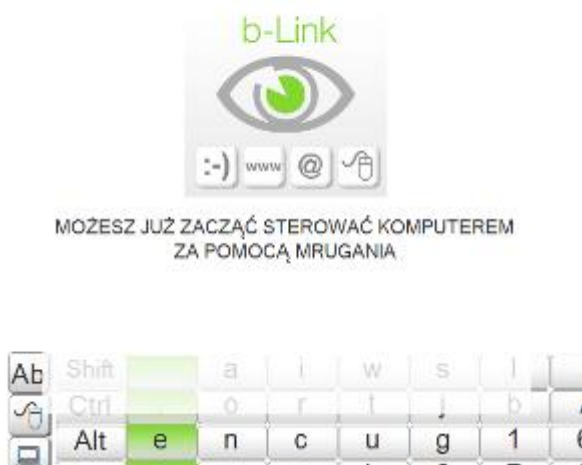 b-Link
:-) www @
MOŻESZ JUŻ ZACZĄĆ STEROWAĆ KOMPUTEREM
ZA POMOCĄ MRUGANIA
Ab Shift a i w s l
Ctrl . o r t j b
Alt e n c u g 1